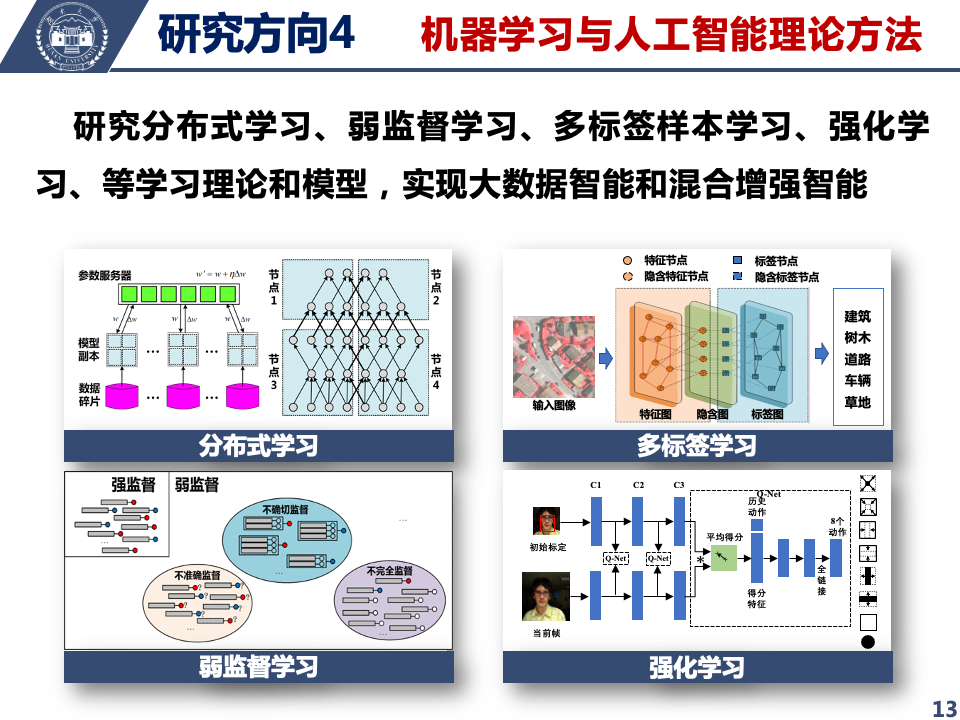 研究方向4
机器学习与人工智能理论方法
研究分布式学习、弱监督学习、多标签样本学习、强化学
习、等学习理论和模型，实现大数据智能和混合增强智能
参数服务器
w' = w + η∆w
w ∆w
w ∆w
w ∆w
模型
副本
… …
数据
碎片
… …
节点1
节点2
节点3
节点4
分布式学习
特征节点
标签节点
隐含特征节点
隐含标签节点
输入图像
特征图
隐含图
标签图
建筑
树木
道路
车辆
草地
多标签学习
强监督
弱监督
…
不确切监督
…
…
不准确监督
? ? ? ? ? ?
…
不完全监督
…
弱监督学习
C1
C2
C3
初始标定
当前帧
Q-Net
Q-Net
*
平均得分
Q-Net
历史
动作
得分
特征
全
链
接
8个
动作
强化学习
13